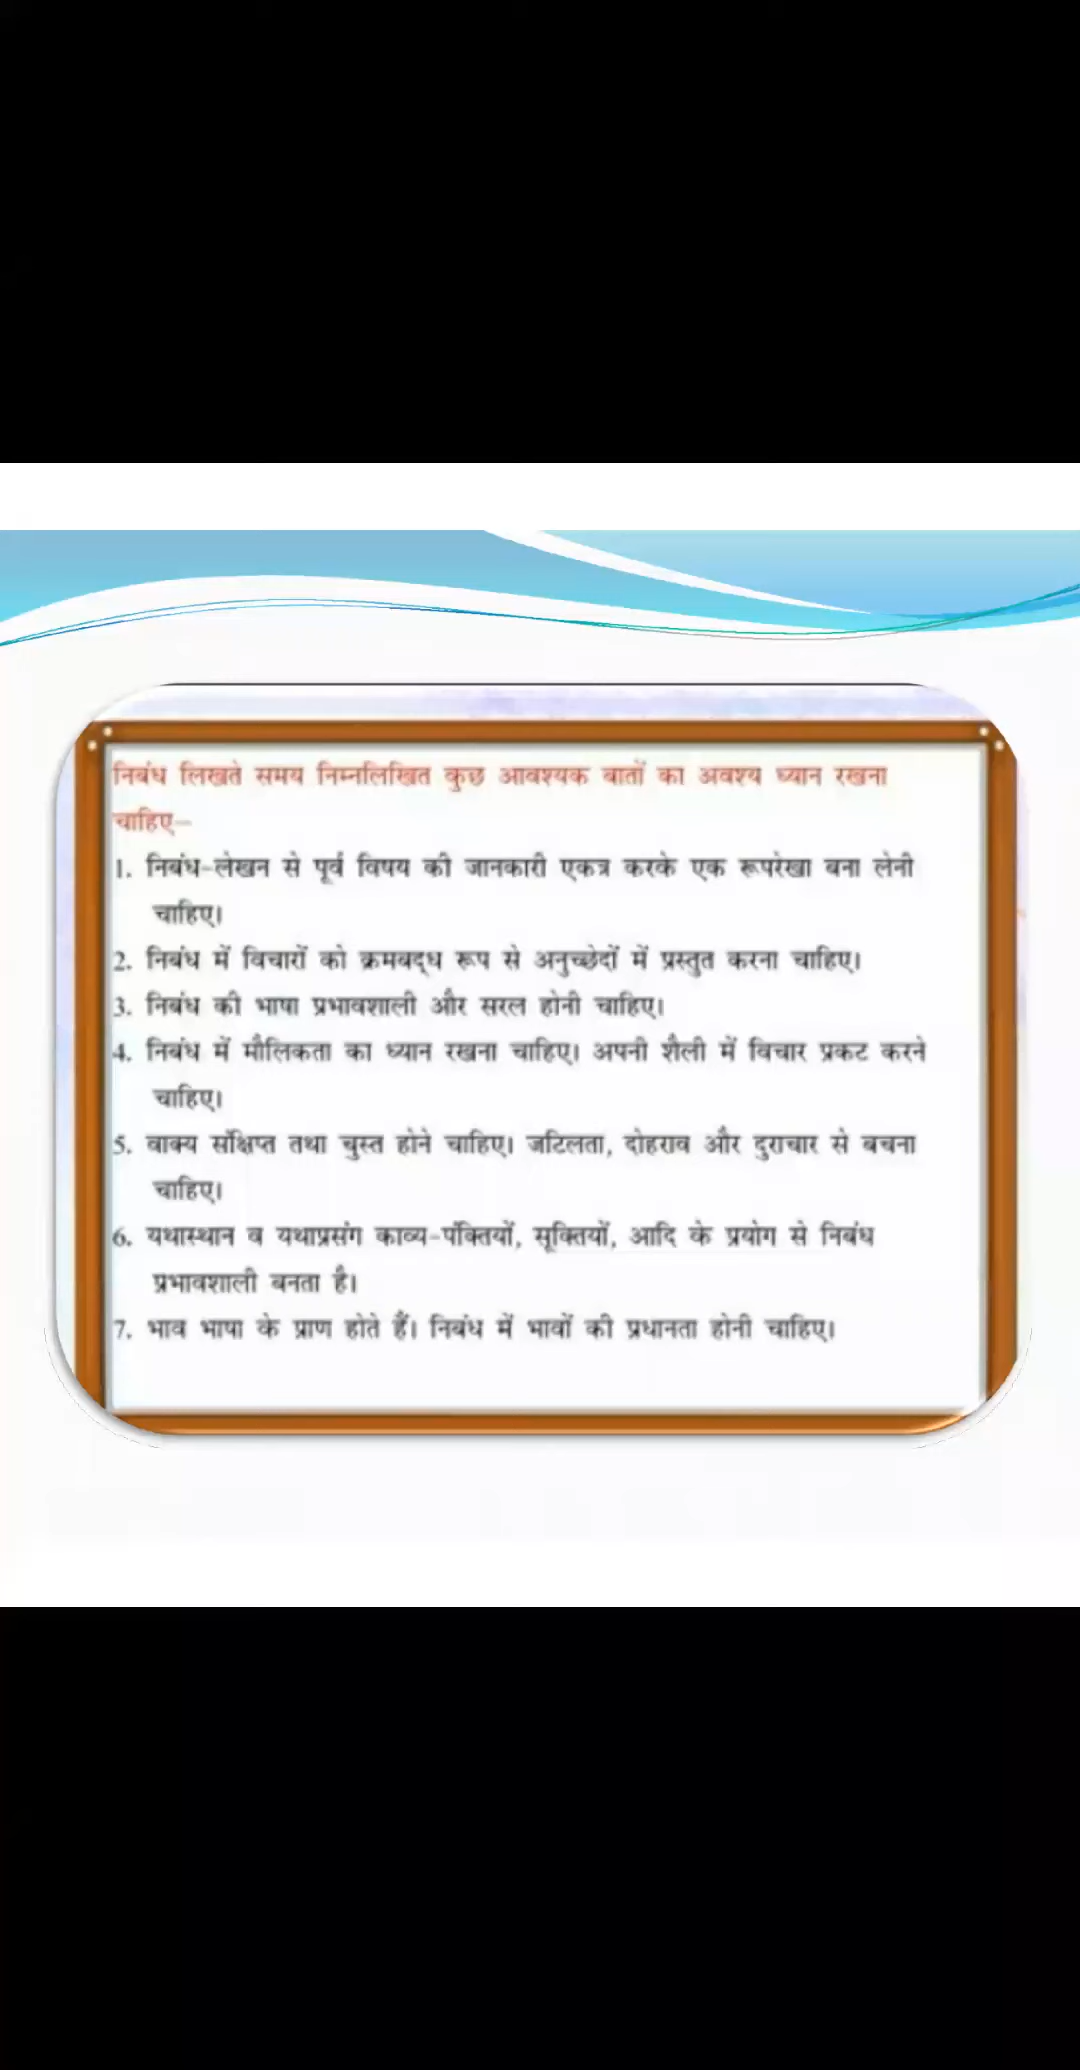 निबंध लिखते समय निम्नलिखित कुछ आवश्यक बातों का अवश्य ध्यान रखना
चाहिए–
1. निबंध-लेखन से पूर्व विषय की जानकारी एकत्र करके एक रूपरेखा बना लेनी
चाहिए।
2. निबंध में विचारों को क्रमबद्ध रूप से अनुच्छेदों में प्रस्तुत करना चाहिए।
3. निबंध की भाषा प्रभावशाली और सरल होनी चाहिए।
4. निबंध में मौलिकता का ध्यान रखना चाहिए। अपनी शैली में विचार प्रकट करने
चाहिए।
5. वाक्य संक्षिप्त तथा चुस्त होने चाहिए। जटिलता, दोहराव और दुराचार से बचना
चाहिए।
6. यथास्थान व यथाप्रसंग काव्य-पंक्तियों, सूक्तियों, आदि के प्रयोग से निबंध
प्रभावशाली बनता है।
7. भाव भाषा के प्राण होते हैं। निबंध में भावों की प्रधानता होनी चाहिए।